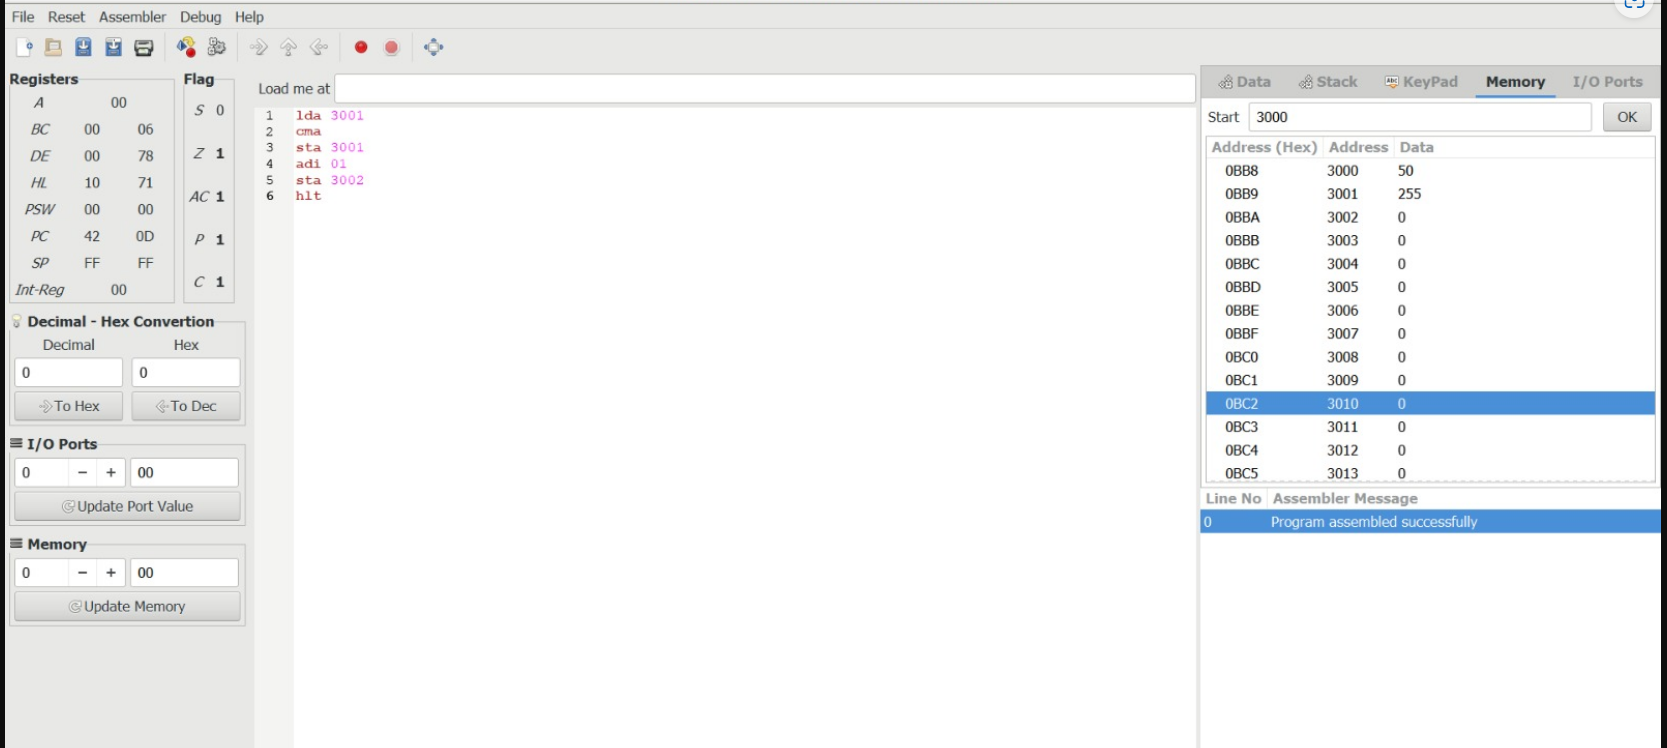 File Reset Assembler Debug Help
Registers
A 00
BC 00 06
DE 00 78
HL 10 71
PSW 00 00
PC 42 0D
SP FF FF
Int-Reg 00
Flag
S 0
Z 1
AC 1
P 1
C 1
Decimal - Hex Convertion
Decimal Hex
0 0
To Hex To Dec
I/O Ports
0 - + 00
Update Port Value
Memory
0 - + 00
Update Memory
Load me at
1 lda 3001
2 cma
3 sta 3001
4 adi 01
5 sta 3002
6 hlt
Data Stack KeyPad Memory I/O Ports
Start 3000 OK
Address (Hex) Address Data
0BB8 3000 50
0BB9 3001 255
0BBA 3002 0
0BBB 3003 0
0BBC 3004 0
0BBD 3005 0
0BBE 3006 0
0BBF 3007 0
0BC0 3008 0
0BC1 3009 0
0BC2 3010 0
0BC3 3011 0
0BC4 3012 0
0BC5 3013 0
Line No Assembler Message
0 Program assembled successfully